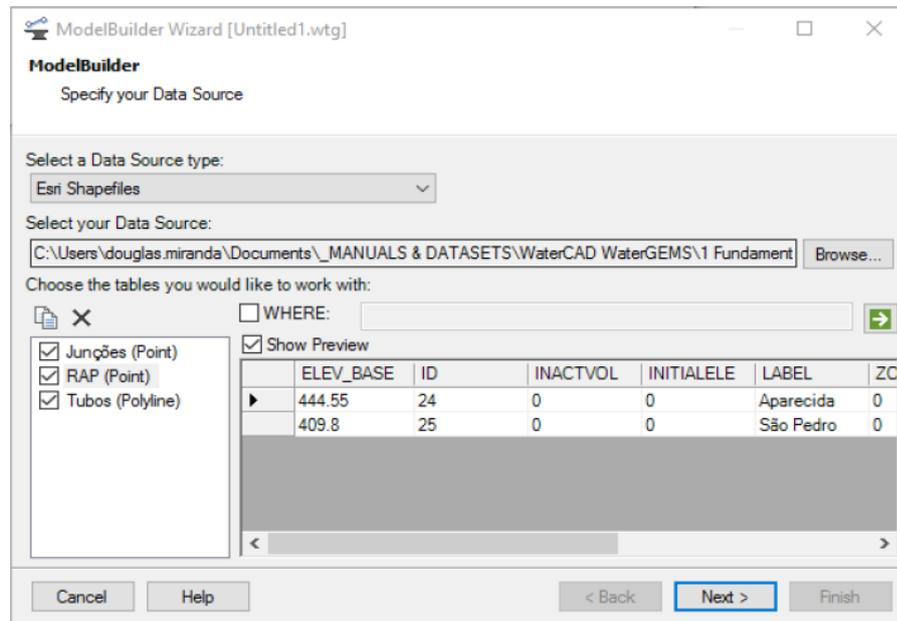 ModelBuilder Wizard [Untitled1.wtg]
ModelBuilder
Specify your Data Source
Select a Data Source type:
Esri Shapefiles
Select your Data Source:
C:\Users\douglas.miranda\Documents\_MANUALS & DATASETS\WaterCAD WaterGEMS\1 Fundament Browse...
Choose the tables you would like to work with:
WHERE:
Show Preview
Junções (Point)
RAP (Point)
Tubos (Polyline)
ELEV_BASE ID INACTVOL INITIALELE LABEL ZO
444.55 24 0 0 Aparecida 0
409.8 25 0 0 São Pedro 0
Cancel Help < Back Next > Finish